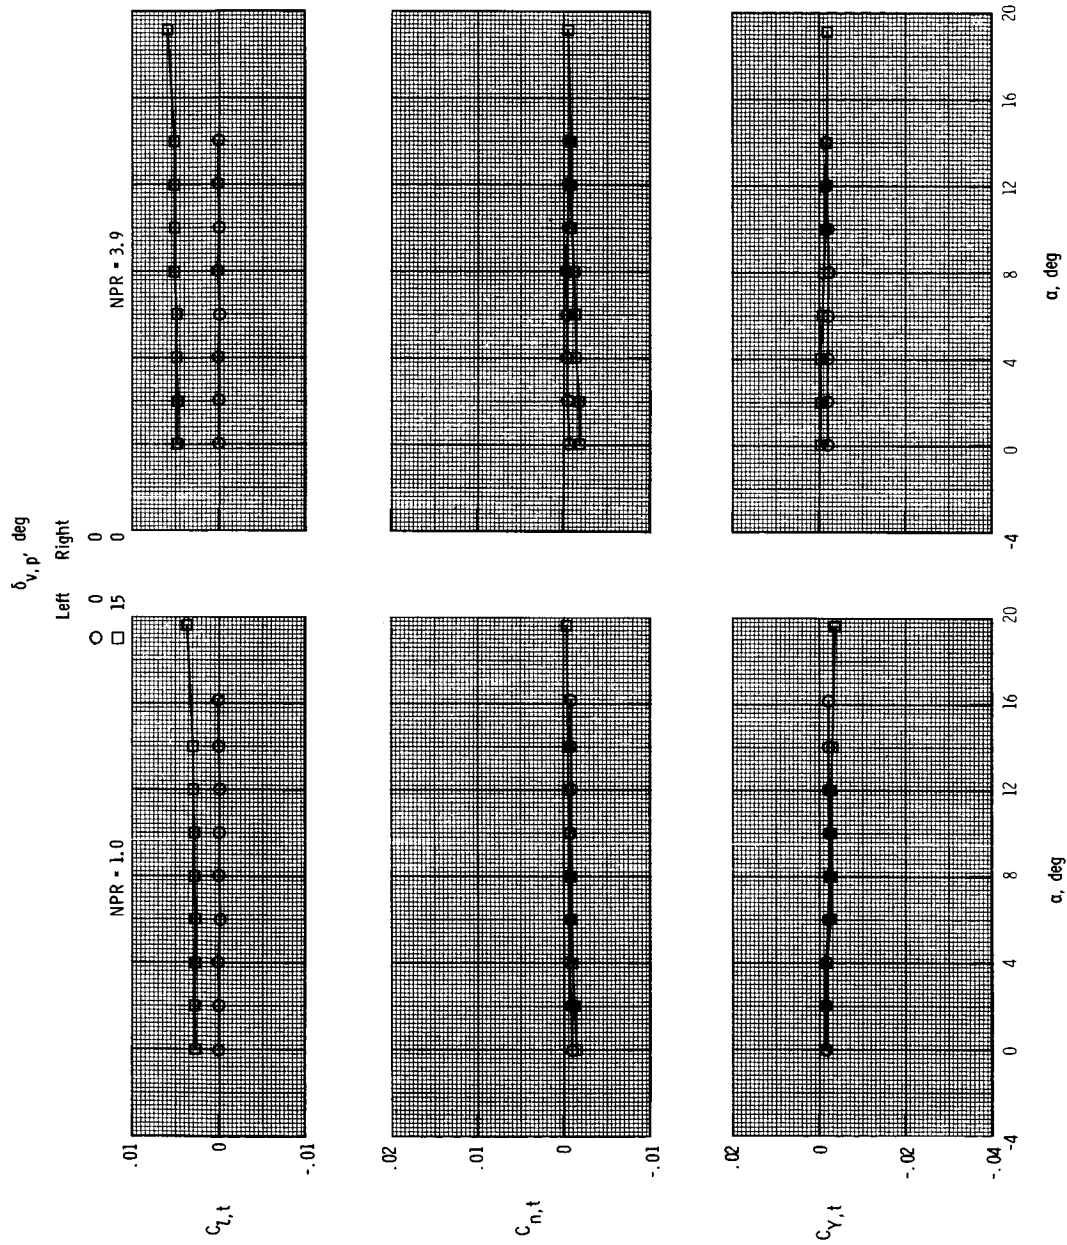 δv,p, deg
Left Right
○ 0 0
□ 15 0
NPR = 1.0
NPR = 3.9
.01
0
-.01
Cl,t
.02
.01
0
-.01
Cn,t
.02
0
-.02
-.04
CY,t
-4 0 4 8 12 16 20
α, deg
-4 0 4 8 12 16 20
α, deg